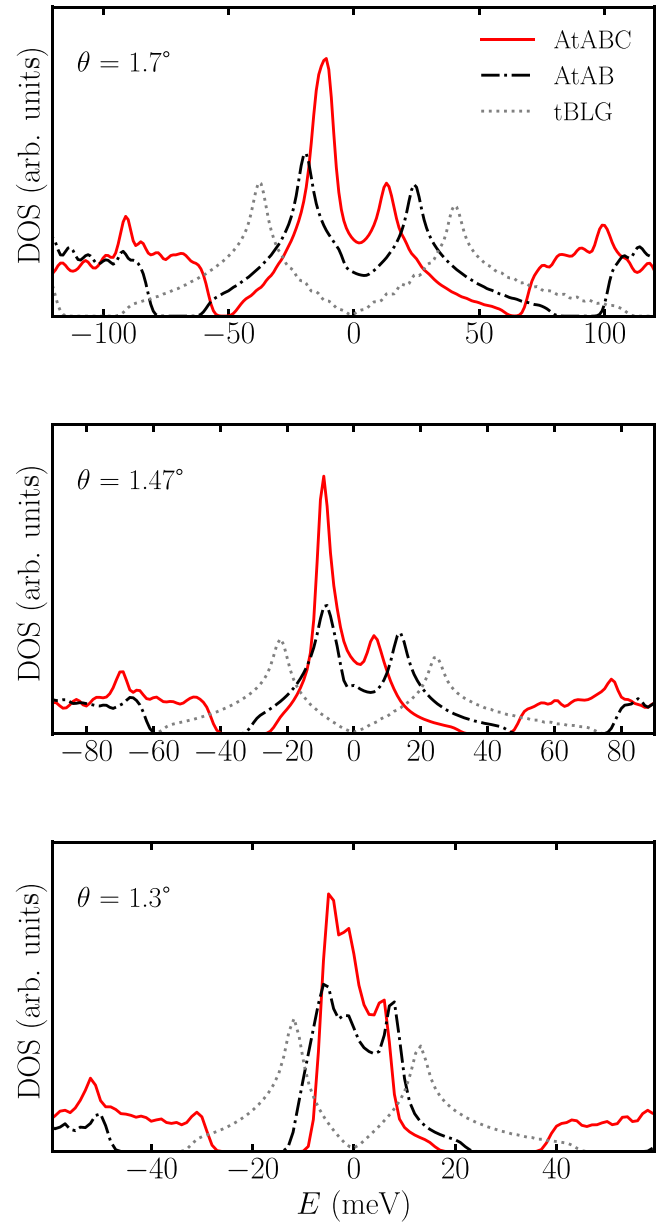 θ = 1.7°
AtABC
AtAB
tBLG
DOS (arb. units)
−100 −50 0 50 100
θ = 1.47°
DOS (arb. units)
−80 −60 −40 −20 0 20 40 60 80
θ = 1.3°
DOS (arb. units)
−40 −20 0 20 40
E (meV)